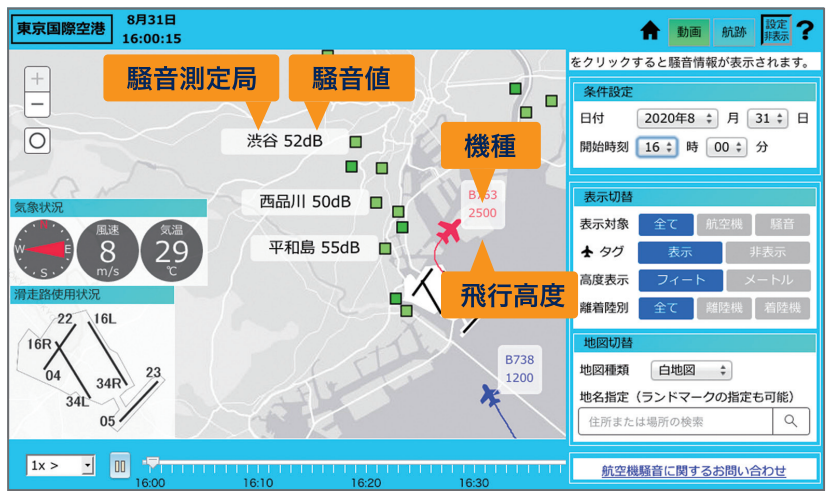 東京国際空港
8月31日
16:00:15
動画
航跡
設定
非表示
?
をクリックすると騒音情報が表示されます。
騒音測定局
騒音値
渋谷 52dB
機種
B763
2500
西品川 50dB
平和島 55dB
飛行高度
B738
1200
気象状況
N
W
E
S
風速
8
m/s
気温
29
℃
滑走路使用状況
22
16L
16R
04
34R
23
34L
05
条件設定
日付 2020年8 月 31 日
開始時刻 16 時 00 分
表示切替
表示対象 全て 航空機 騒音
タグ 表示 非表示
高度表示 フィート メートル
離着陸別 全て 離陸機 着陸機
地図切替
地図種類 白地図
地名指定（ランドマークの指定も可能）
住所または場所の検索
航空機騒音に関するお問い合わせ
1x >
16:00 16:10 16:20 16:30